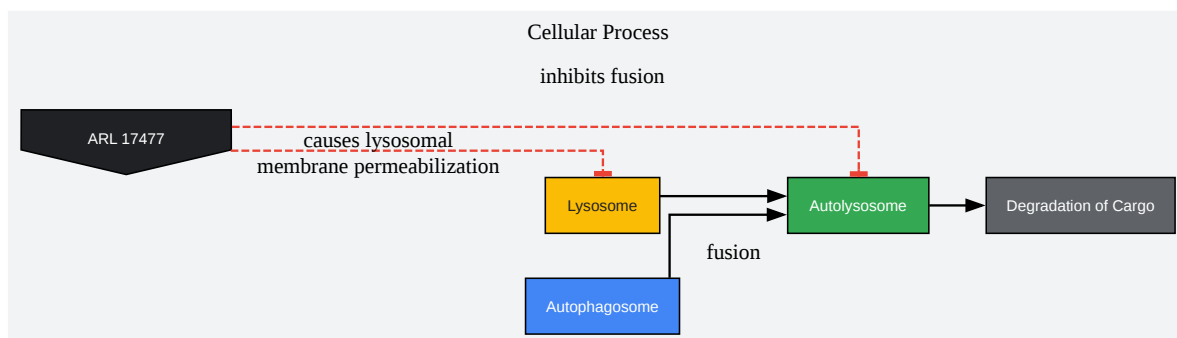 Cellular Process
inhibits fusion
ARL 17477
causes lysosomal
membrane permeabilization
Lysosome
Autolysosome
Degradation of Cargo
fusion
Autophagosome